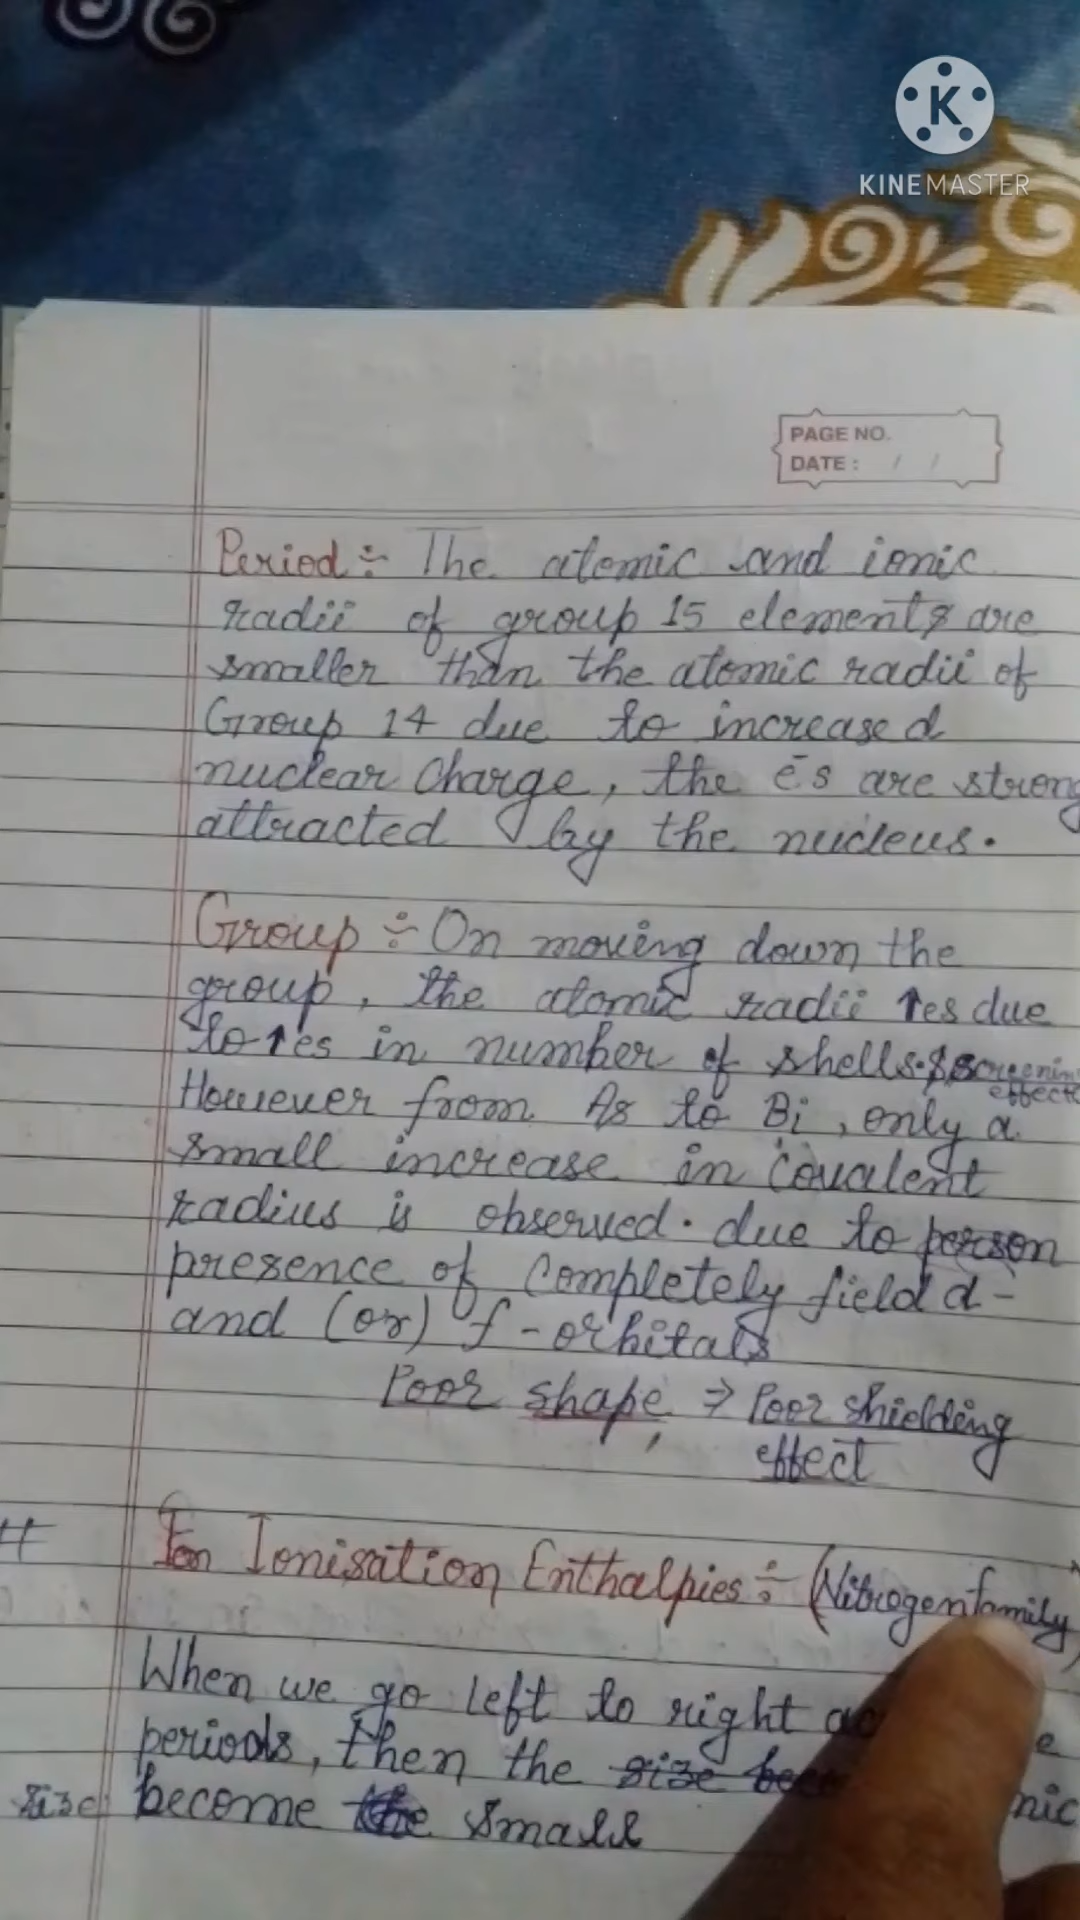 K
KINEMASTER
PAGE NO.
DATE : / /
Period ÷ The atomic and ionic
radii of group 15 elements are
smaller than the atomic radii of
Group 14 due to increased
nuclear charge, the e̅s are strong
attracted by the nucleus.
Group ÷ On moving down the
group, the atomic radii ↑es due
to ↑es in number of shells. & screening
effect
However from As to Bi, only a
small increase in covalent
radius is observed. due to
presence of completely field d-
and (or) f-orbitals
Poor shape, ⇒ Poor shielding
effect
# Ionisation Enthalpies ÷ (Nitrogen family)
When we go left to right
periods, then the size
size become the small